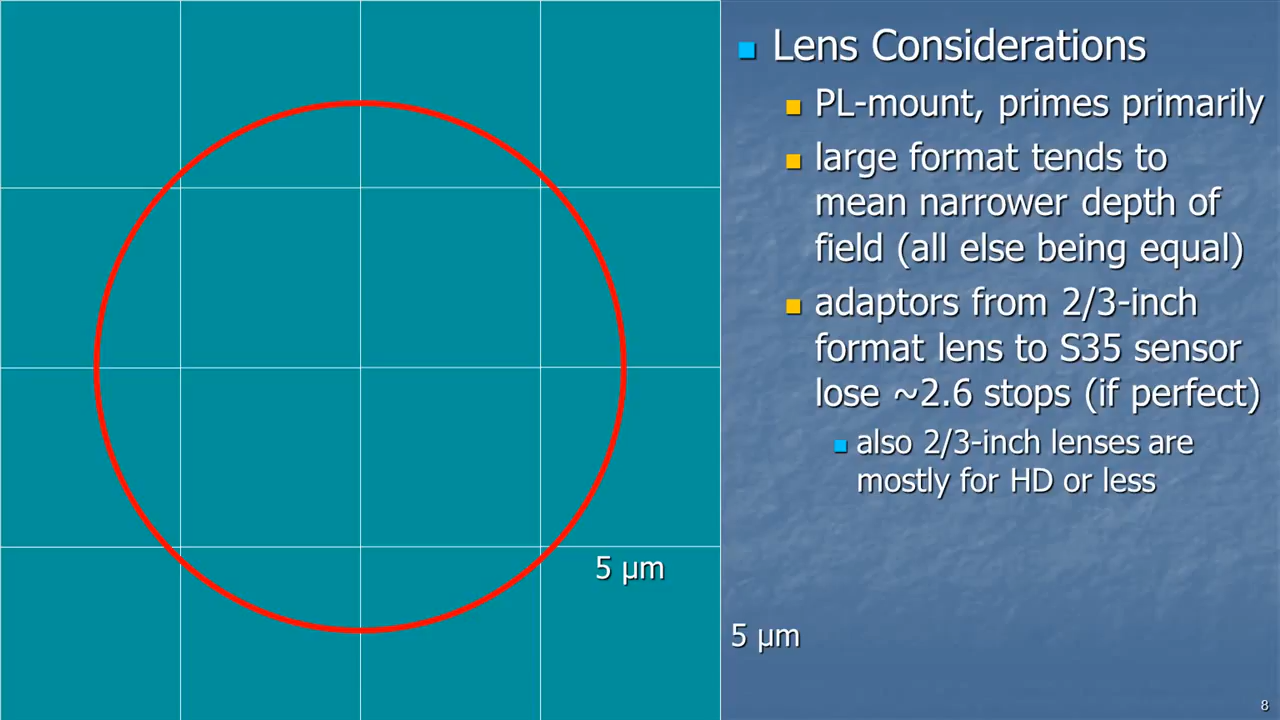 Lens Considerations
PL-mount, primes primarily
large format tends to
mean narrower depth of
field (all else being equal)
adaptors from 2/3-inch
format lens to S35 sensor
lose ~2.6 stops (if perfect)
also 2/3-inch lenses are
mostly for HD or less
5 µm
5 µm
8